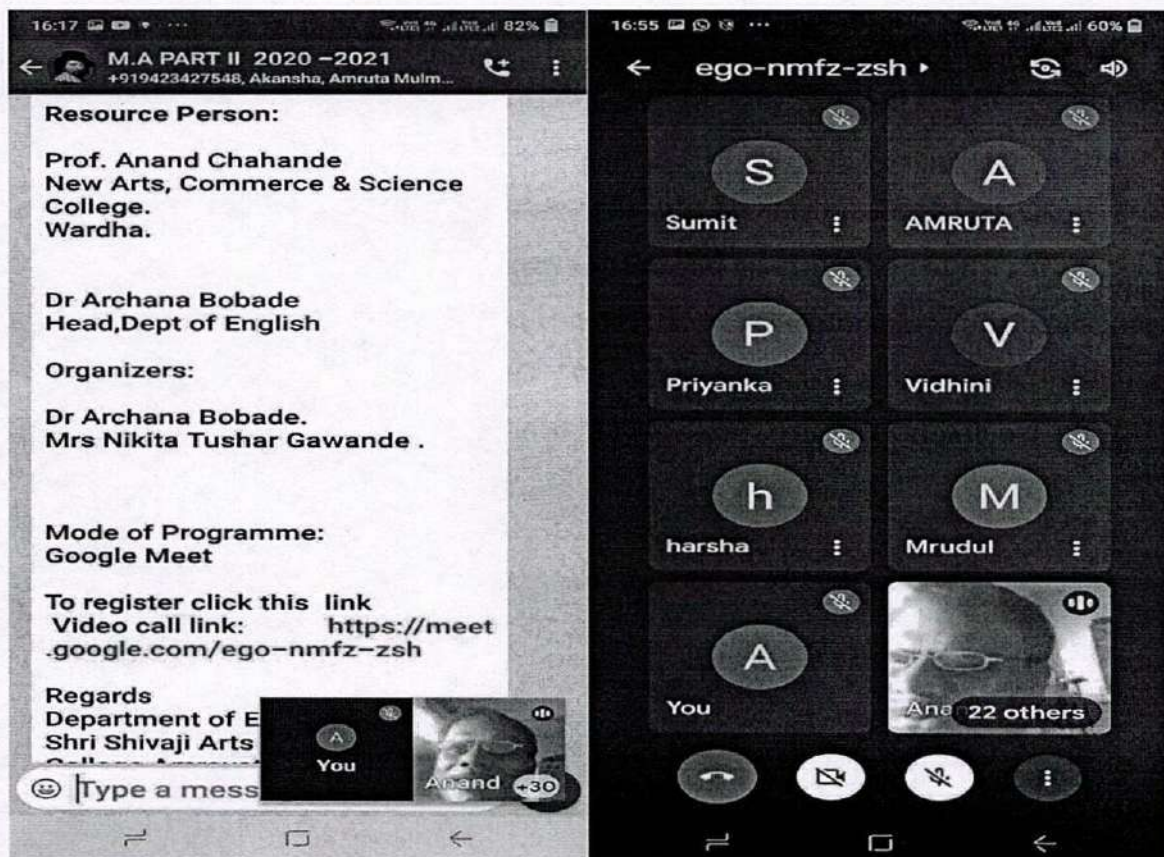 16:17 82%
M.A PART II 2020 –2021
+919423427548, Akansha, Amruta Mulm...
Resource Person:
Prof. Anand Chahande
New Arts, Commerce & Science
College.
Wardha.
Dr Archana Bobade
Head,Dept of English
Organizers:
Dr Archana Bobade.
Mrs Nikita Tushar Gawande .
Mode of Programme:
Google Meet
To register click this link
Video call link: https://meet
.google.com/ego–nmfz–zsh
Regards
Department of E
Shri Shivaji Arts
A
You
Anand +30
Type a mess
16:55 60%
ego-nmfz-zsh
S
Sumit
A
AMRUTA
P
Priyanka
V
Vidhini
h
harsha
M
Mrudul
A
You
Ana 22 others